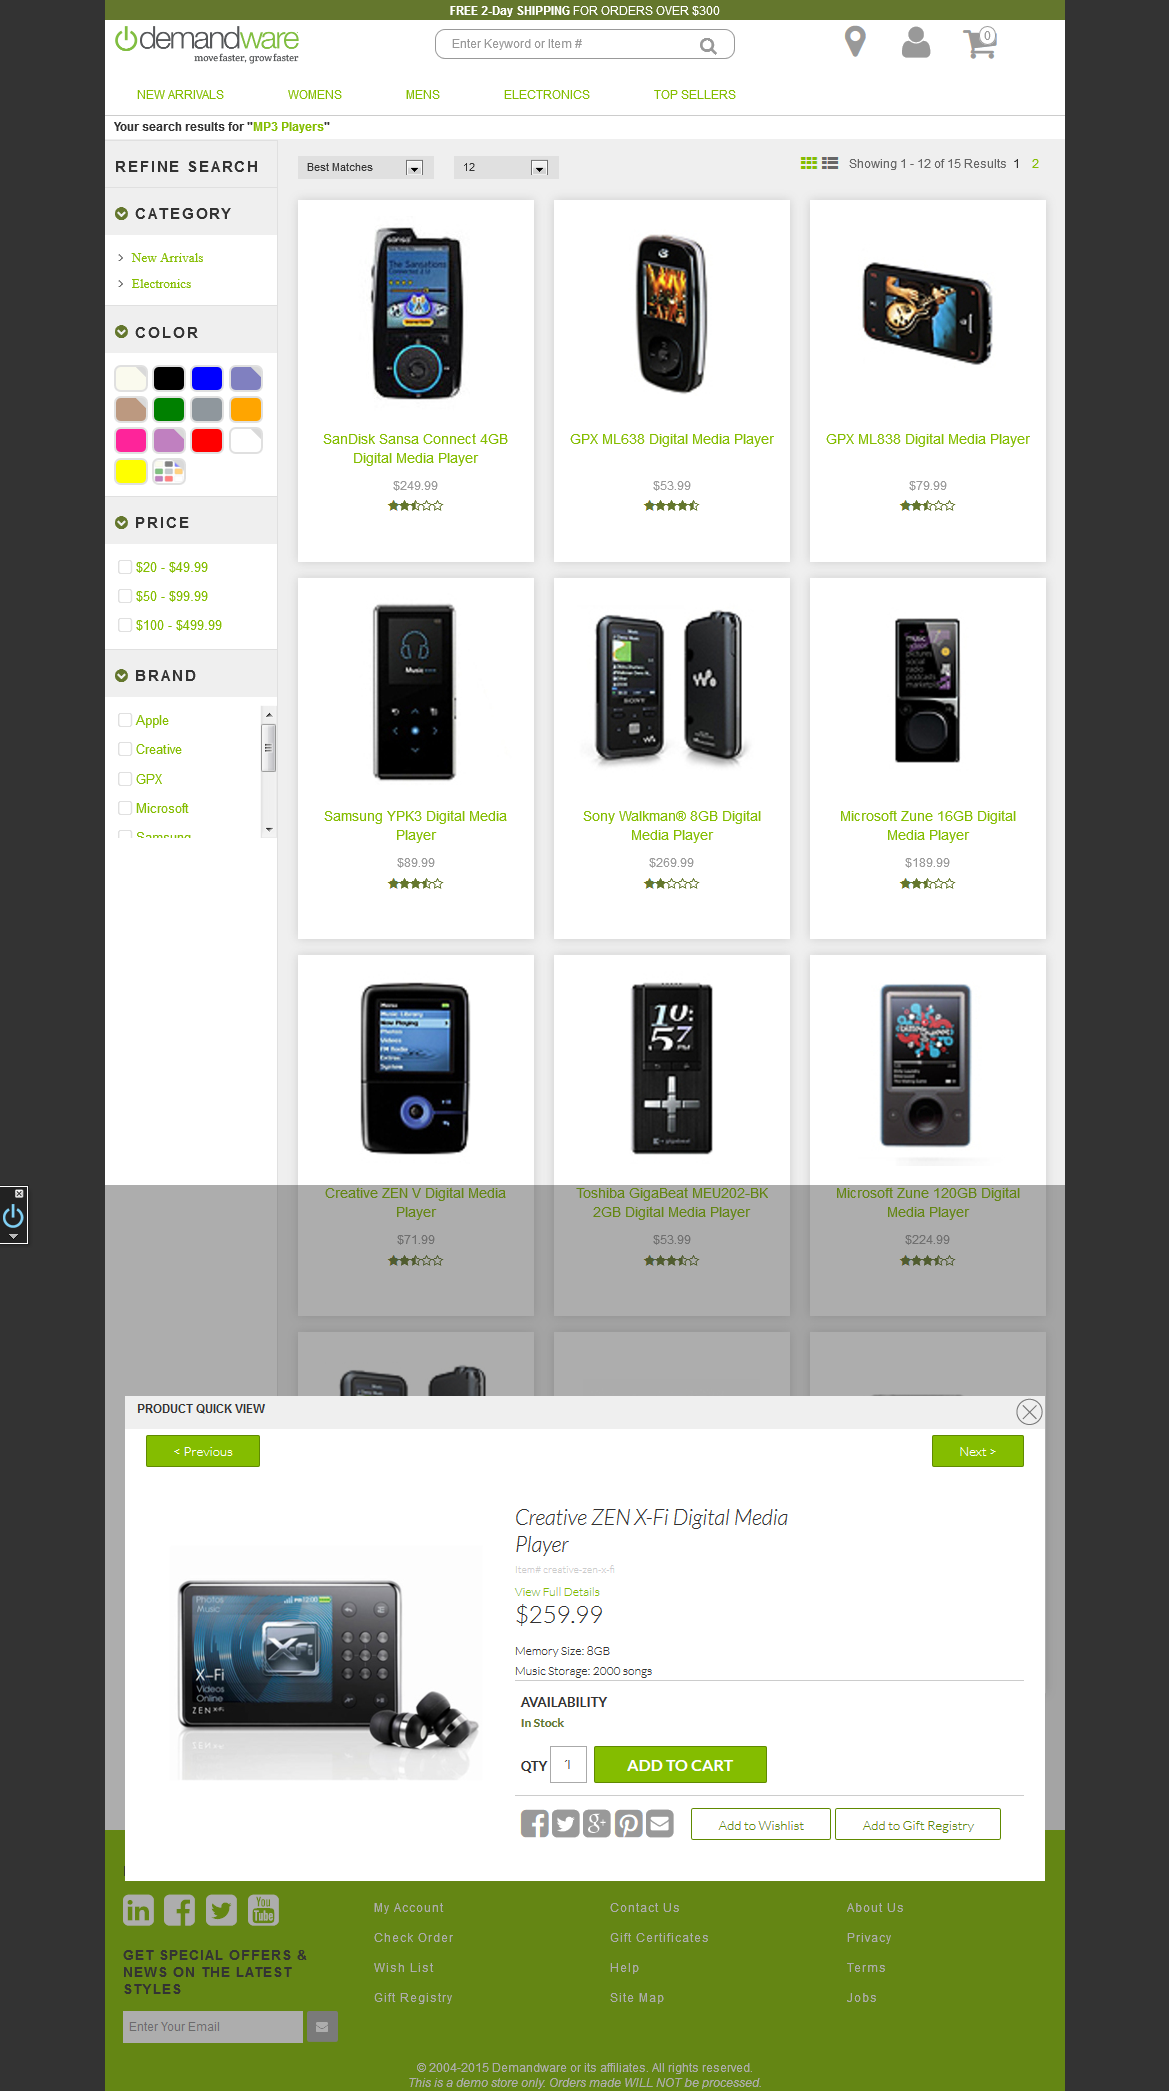 FREE 2-Day SHIPPING FOR ORDERS OVER $300
demandware
move faster, grow faster
Enter Keyword or Item #
0
NEW ARRIVALS WOMENS MENS ELECTRONICS TOP SELLERS
Your search results for "MP3 Players"
REFINE SEARCH
CATEGORY
New Arrivals
Electronics
COLOR
PRICE
$20 - $49.99
$50 - $99.99
$100 - $499.99
BRAND
Apple
Creative
GPX
Microsoft
Samsung
Best Matches
12
Showing 1 - 12 of 15 Results 1 2
SanDisk Sansa Connect 4GB
Digital Media Player
$249.99
GPX ML638 Digital Media Player
$53.99
GPX ML838 Digital Media Player
$79.99
Samsung YPK3 Digital Media
Player
$89.99
Sony Walkman® 8GB Digital
Media Player
$269.99
Microsoft Zune 16GB Digital
Media Player
$189.99
Creative ZEN V Digital Media
Player
$71.99
Toshiba GigaBeat MEU202-BK
2GB Digital Media Player
$53.99
Microsoft Zune 120GB Digital
Media Player
$224.99
PRODUCT QUICK VIEW
< Previous
Next >
Photos
Music
12:00
X-Fi
X-Fi
Videos
Online
ZEN X-Fi
Creative ZEN X-Fi Digital Media
Player
Item# creative-zen-x-fi
View Full Details
$259.99
Memory Size: 8GB
Music Storage: 2000 songs
AVAILABILITY
In Stock
QTY 1 ADD TO CART
Add to Wishlist
Add to Gift Registry
You
Tube
GET SPECIAL OFFERS &
NEWS ON THE LATEST
STYLES
Enter Your Email
My Account
Check Order
Wish List
Gift Registry
Contact Us
Gift Certificates
Help
Site Map
About Us
Privacy
Terms
Jobs
© 2004-2015 Demandware or its affiliates. All rights reserved.
This is a demo store only. Orders made WILL NOT be processed.